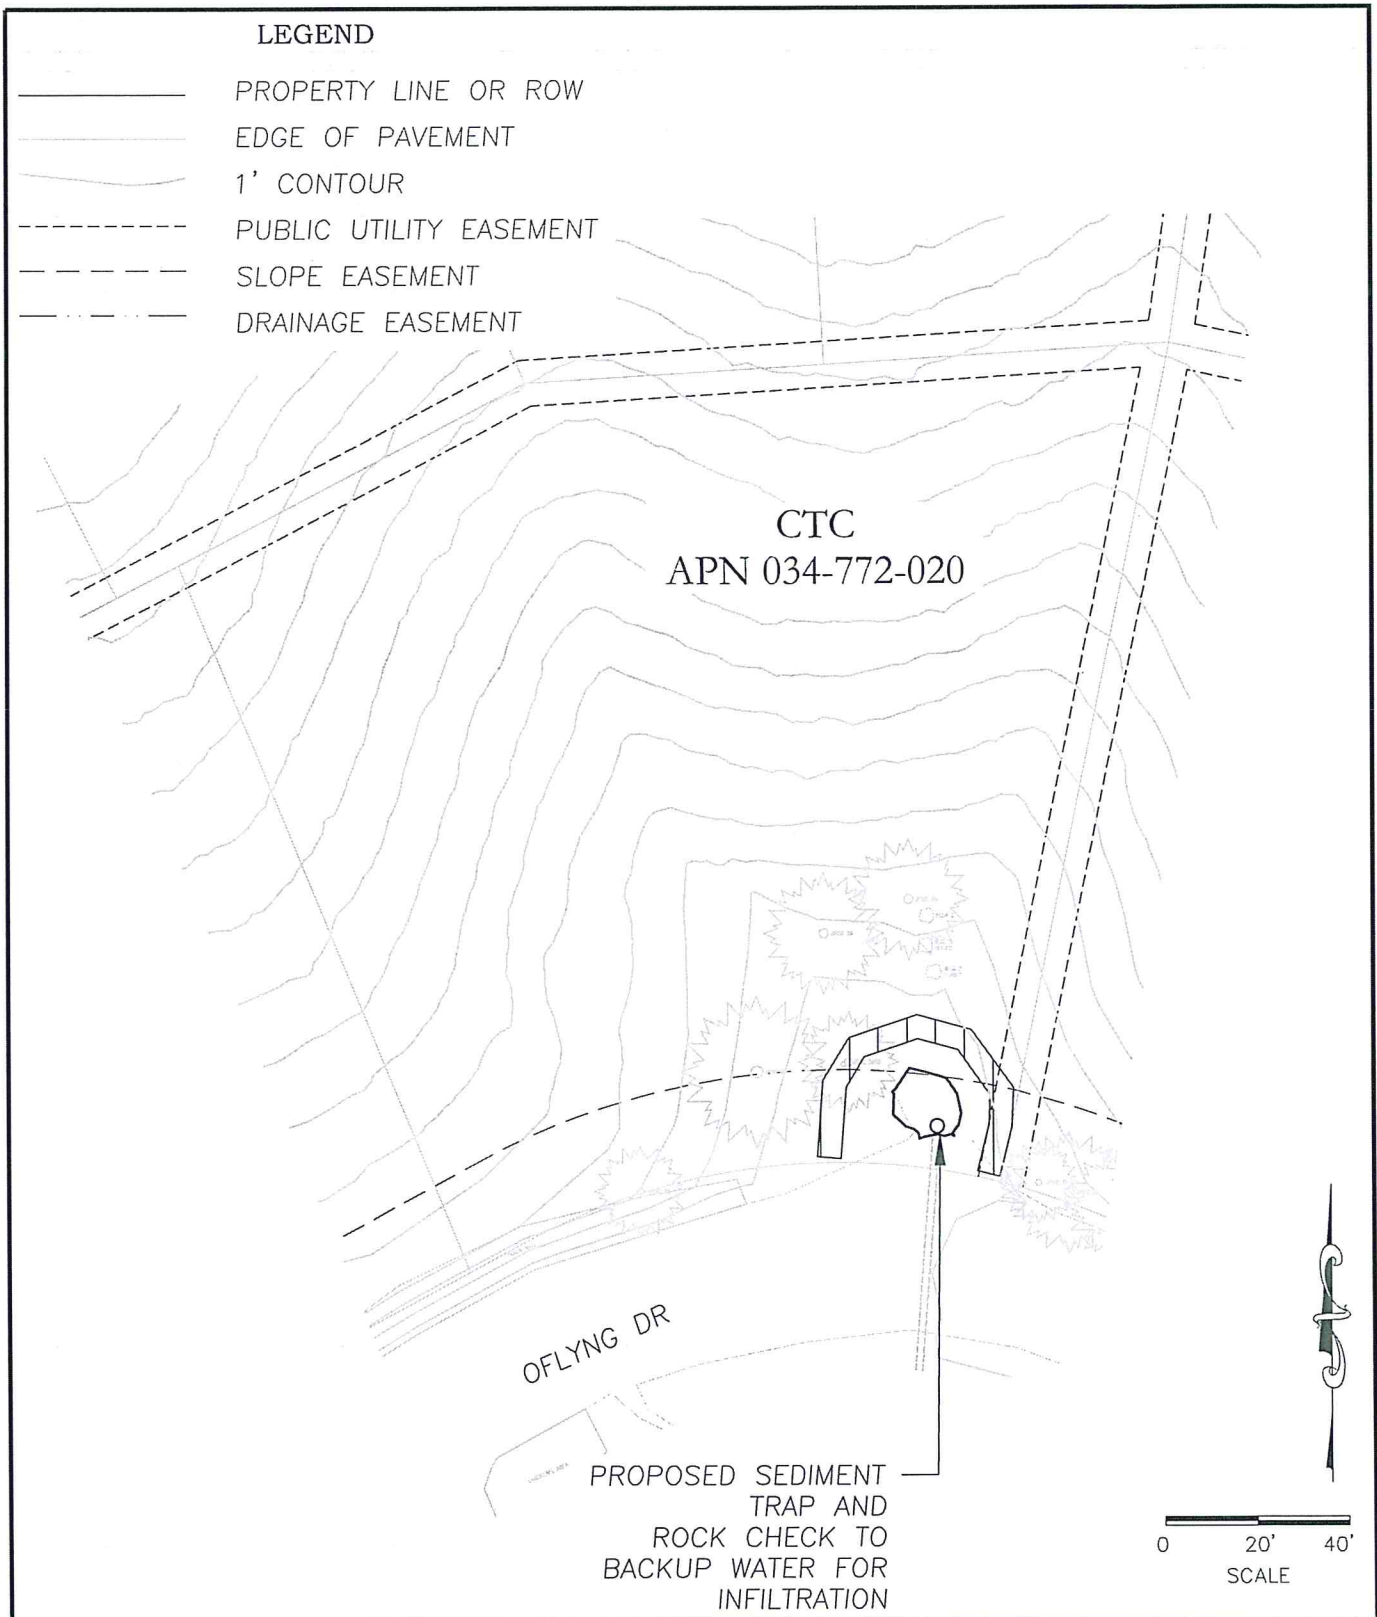 LEGEND
PROPERTY LINE OR ROW
EDGE OF PAVEMENT
1' CONTOUR
PUBLIC UTILITY EASEMENT
SLOPE EASEMENT
DRAINAGE EASEMENT
CTC
APN 034-772-020
OFLYNG DR
PROPOSED SEDIMENT
TRAP AND
ROCK CHECK TO
BACKUP WATER FOR
INFILTRATION
0 20' 40'
SCALE